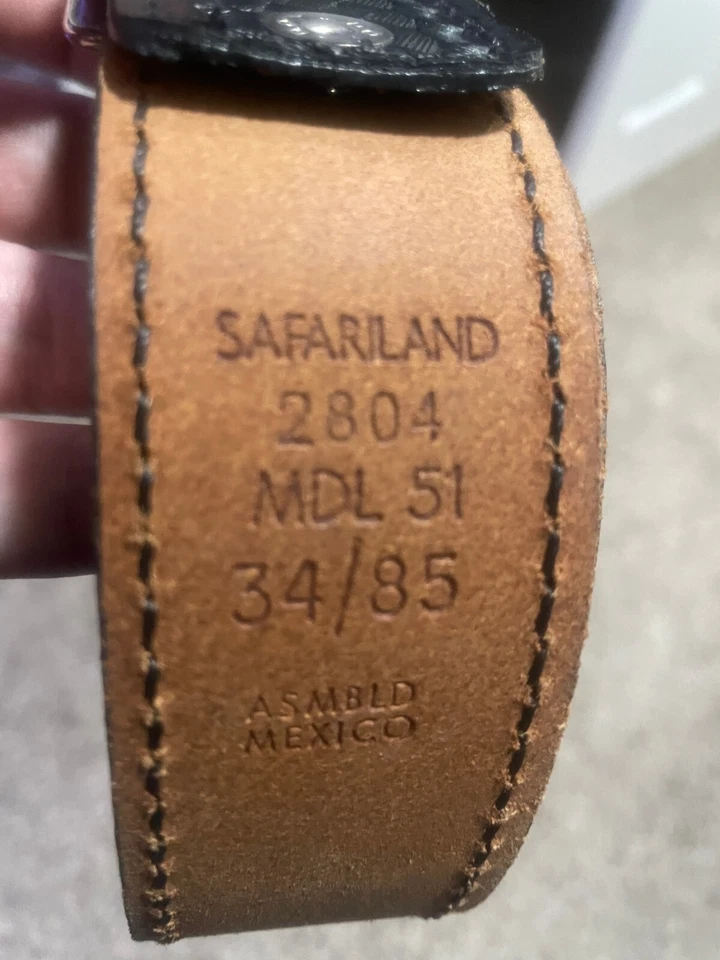 SAFARILAND
2804
MDL 51
34/85
ASMBLD
MEXICO